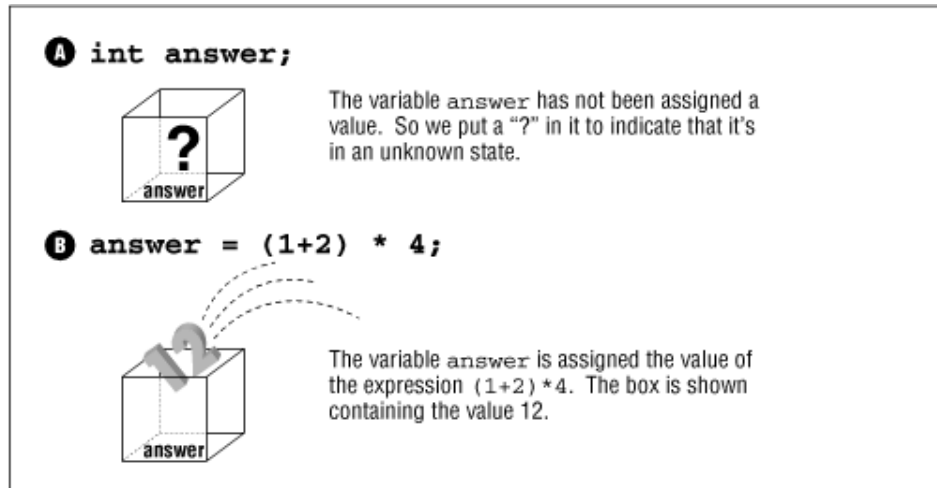 A int answer;
The variable answer has not been assigned a
value. So we put a “?” in it to indicate that it's
in an unknown state.
?
answer
B answer = (1+2) * 4;
12
The variable answer is assigned the value of
the expression (1+2)*4. The box is shown
containing the value 12.
answer